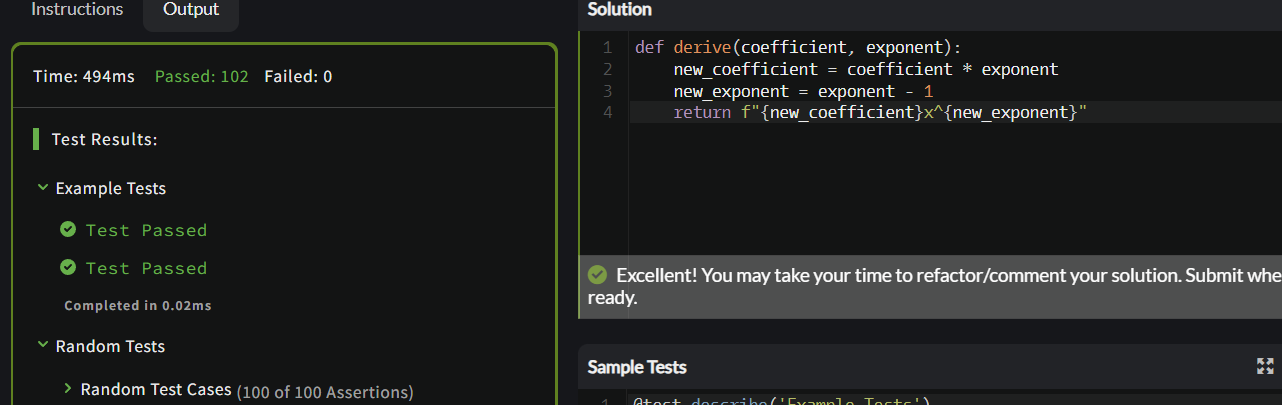 Instructions
Output
Time: 494ms Passed: 102 Failed: 0
Test Results:
Example Tests
Test Passed
Test Passed
Completed in 0.02ms
Random Tests
Random Test Cases (100 of 100 Assertions)
Solution
1 def derive(coefficient, exponent):
2 new_coefficient = coefficient * exponent
3 new_exponent = exponent - 1
4 return f"{new_coefficient}x^{new_exponent}"
Excellent! You may take your time to refactor/comment your solution. Submit whe
ready.
Sample Tests
1 @test.describe('Example Tests')